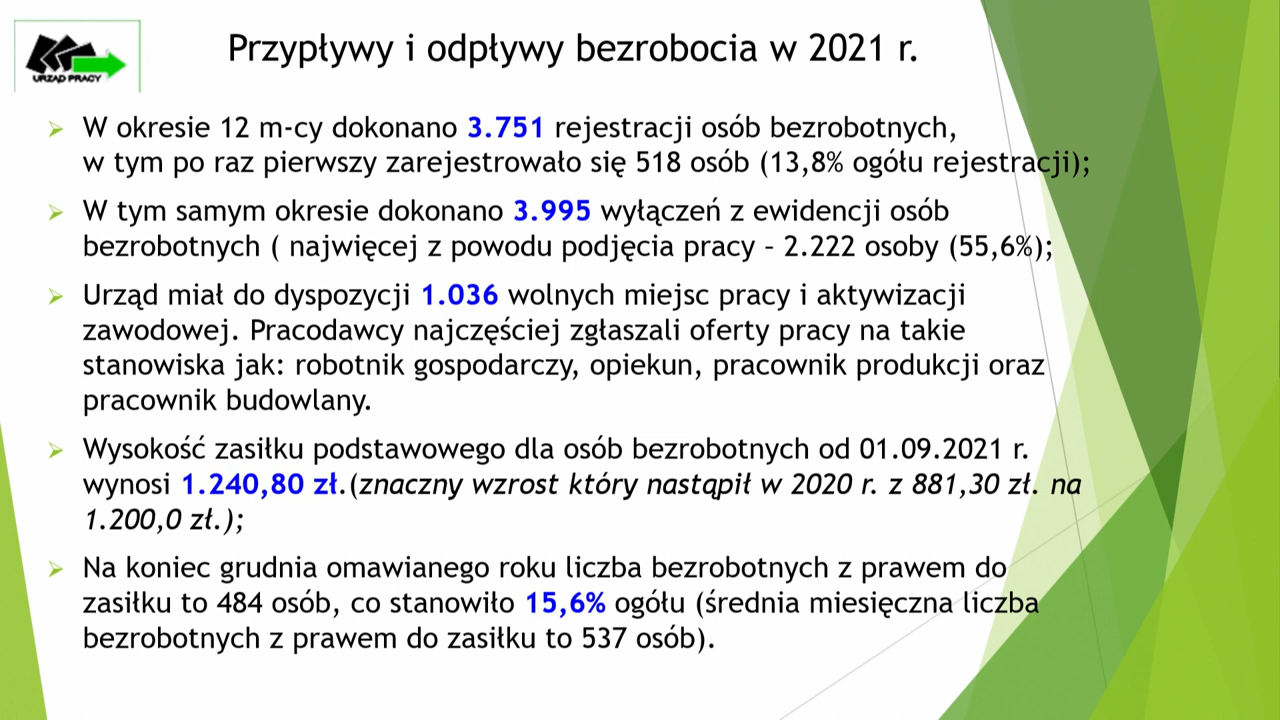 URZĄD PRACY
Przypływy i odpływy bezrobocia w 2021 r.
W okresie 12 m-cy dokonano 3.751 rejestracji osób bezrobotnych,
w tym po raz pierwszy zarejestrowało się 518 osób (13,8% ogółu rejestracji);
W tym samym okresie dokonano 3.995 wyłączeń z ewidencji osób
bezrobotnych ( najwięcej z powodu podjęcia pracy – 2.222 osoby (55,6%);
Urząd miał do dyspozycji 1.036 wolnych miejsc pracy i aktywizacji
zawodowej. Pracodawcy najczęściej zgłaszali oferty pracy na takie
stanowiska jak: robotnik gospodarczy, opiekun, pracownik produkcji oraz
pracownik budowlany.
Wysokość zasiłku podstawowego dla osób bezrobotnych od 01.09.2021 r.
wynosi 1.240,80 zł.(znaczny wzrost który nastąpił w 2020 r. z 881,30 zł. na
1.200,0 zł.);
Na koniec grudnia omawianego roku liczba bezrobotnych z prawem do
zasiłku to 484 osób, co stanowiło 15,6% ogółu (średnia miesięczna liczba
bezrobotnych z prawem do zasiłku to 537 osób).